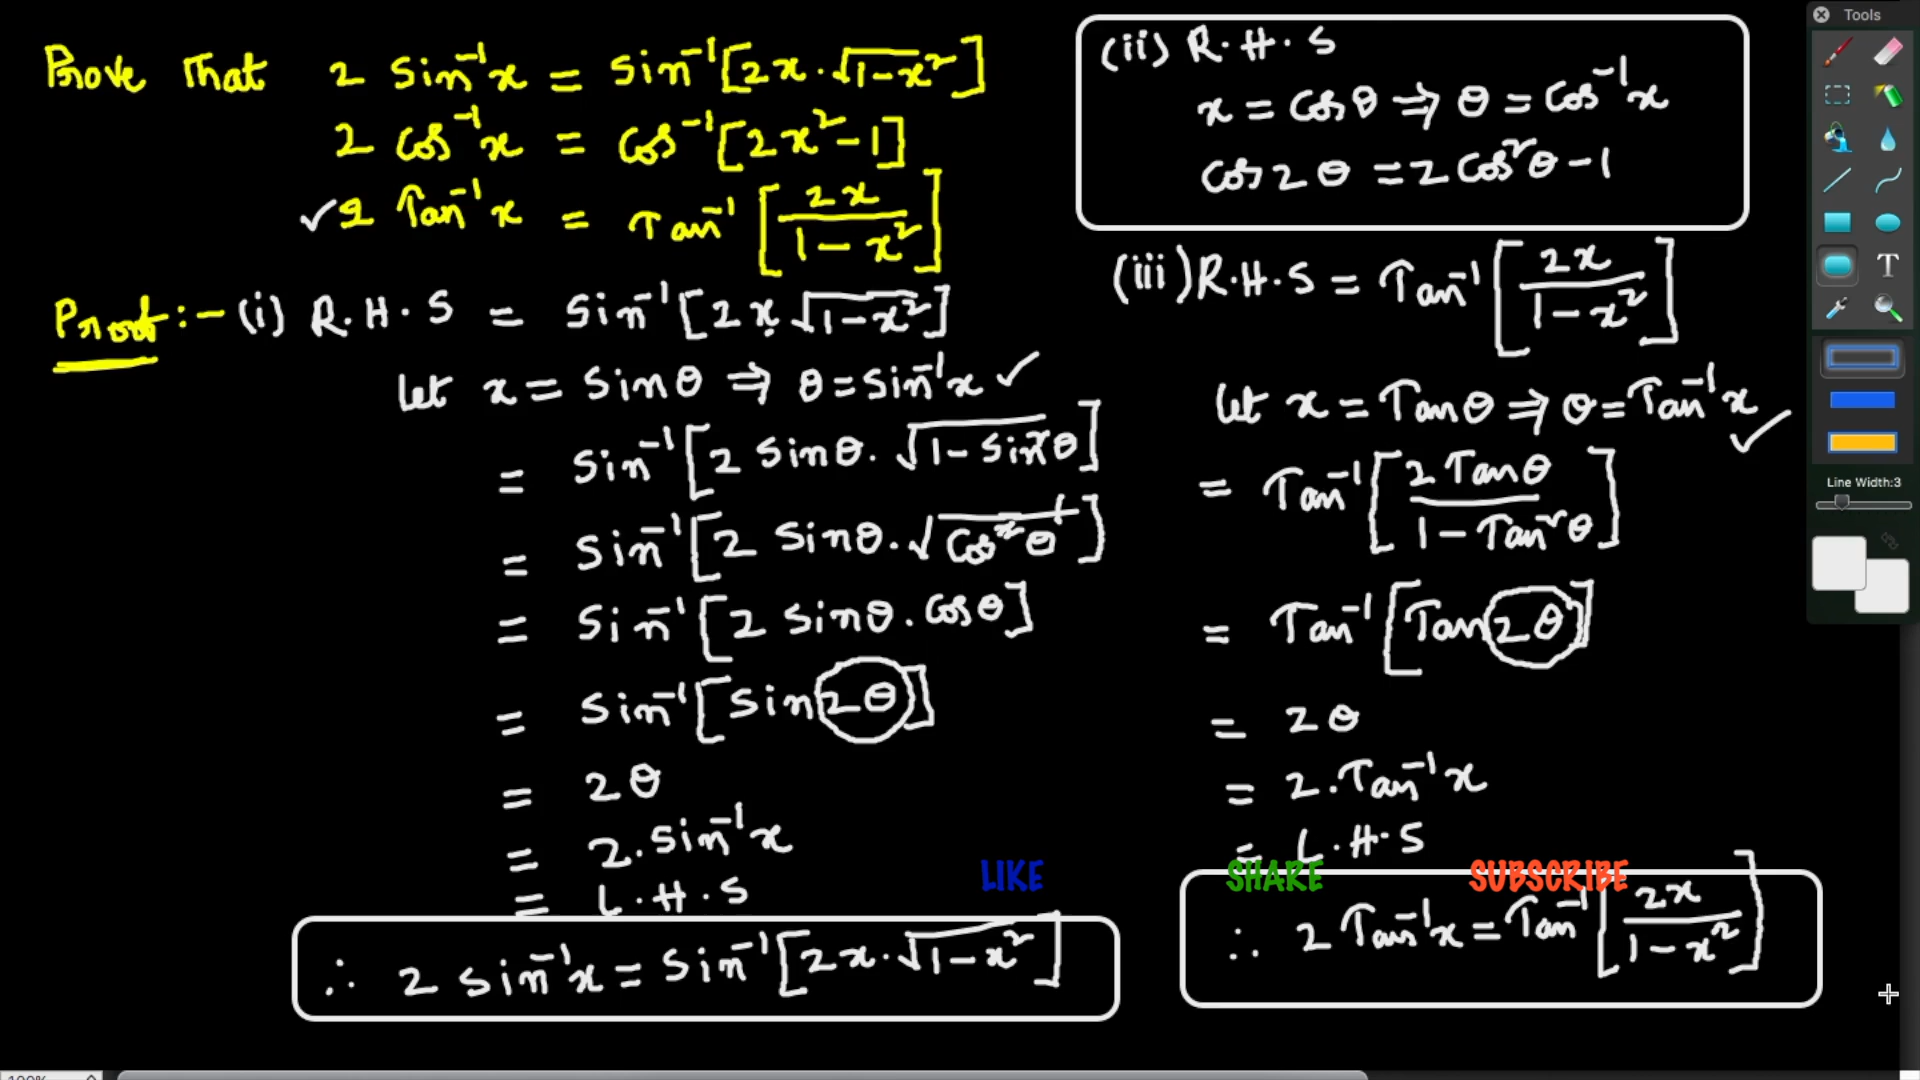 Prove That 2 Sin⁻¹x = Sin⁻¹[2x·√(1-x²)]
2 Cos⁻¹x = Cos⁻¹[2x²-1]
✓2 Tan⁻¹x = Tan⁻¹[2x/(1-x²)]
Proof:- (i) R.H.S = Sin⁻¹[2x√(1-x²)]
Let x = Sinθ ⇒ θ = Sin⁻¹x ✓
= Sin⁻¹[2 Sinθ·√(1-Sin²θ)]
= Sin⁻¹[2 Sinθ·√(Cos²θ)]
= Sin⁻¹[2 Sinθ·Cosθ]
= Sin⁻¹[Sin2θ]
= 2θ
= 2·Sin⁻¹x
= L.H.S
∴ 2 Sin⁻¹x = Sin⁻¹[2x·√(1-x²)]
(ii) R.H.S
x = Cosθ ⇒ θ = Cos⁻¹x
Cos2θ = 2Cos²θ-1
(iii) R.H.S = Tan⁻¹[2x/(1-x²)]
Let x = Tanθ ⇒ θ = Tan⁻¹x ✓
= Tan⁻¹[2Tanθ/(1-Tan²θ)]
= Tan⁻¹[Tan2θ]
= 2θ
= 2·Tan⁻¹x
= L.H.S
∴ 2 Tan⁻¹x = Tan⁻¹[2x/(1-x²)]
LIKE SHARE SUBSCRIBE
Tools
T
Line Width:3
100%